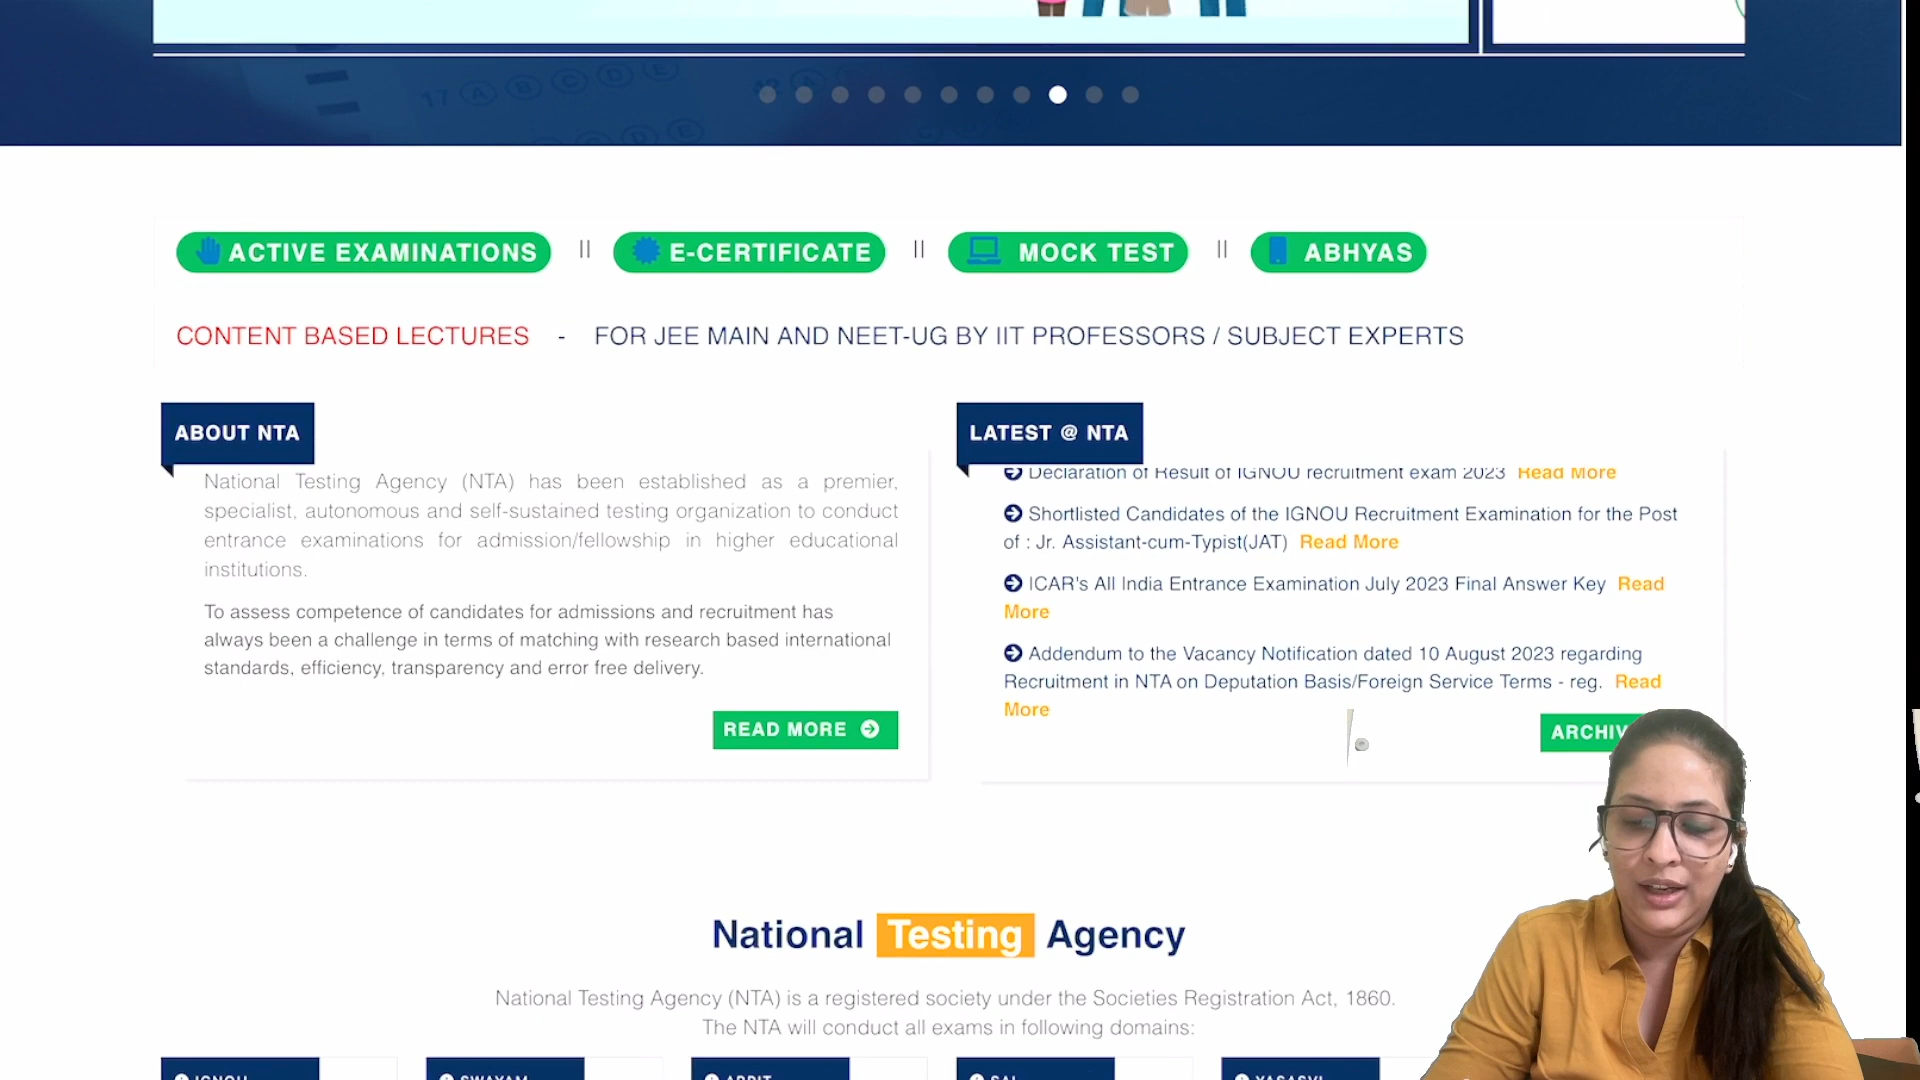 17 A B C D E
ACTIVE EXAMINATIONS || E-CERTIFICATE || MOCK TEST || ABHYAS
CONTENT BASED LECTURES - FOR JEE MAIN AND NEET-UG BY IIT PROFESSORS / SUBJECT EXPERTS
ABOUT NTA
National Testing Agency (NTA) has been established as a premier,
specialist, autonomous and self-sustained testing organization to conduct
entrance examinations for admission/fellowship in higher educational
institutions.
To assess competence of candidates for admissions and recruitment has
always been a challenge in terms of matching with research based international
standards, efficiency, transparency and error free delivery.
READ MORE
LATEST @ NTA
Declaration of Result of IGNOU recruitment exam 2023 Read More
Shortlisted Candidates of the IGNOU Recruitment Examination for the Post
of : Jr. Assistant-cum-Typist(JAT) Read More
ICAR's All India Entrance Examination July 2023 Final Answer Key Read
More
Addendum to the Vacancy Notification dated 10 August 2023 regarding
Recruitment in NTA on Deputation Basis/Foreign Service Terms - reg. Read
More
National Testing Agency
National Testing Agency (NTA) is a registered society under the Societies Registration Act, 1860.
The NTA will conduct all exams in following domains:
IGNOU SWAYAM ARPIT SAI YASASVI